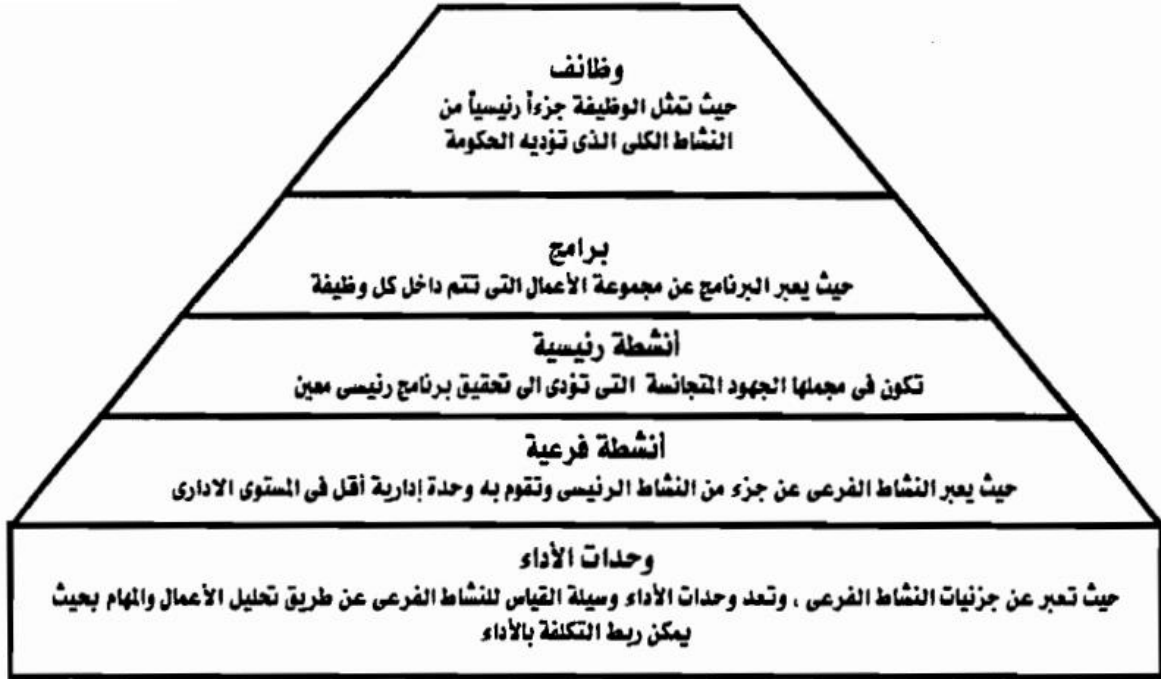 وظائف
حيث تمثل الوظيفة جزءاً رئيسياً من
النشاط الكلى الذى تؤديه الحكومة
برامج
حيث يعبر البرنامج عن مجموعة الأعمال التى تتم داخل كل وظيفة
أنشطة رئيسية
تكون فى مجملها الجهود المتجانسة التى تؤدى الى تحقيق برنامج رئيسى معين
أنشطة فرعية
حيث يعبر النشاط الفرعى عن جزء من النشاط الرئيسى وتقوم به وحدة إدارية أقل فى المستوى الادارى
وحدات الأداء
حيث تعبر عن جزئيات النشاط الفرعى ، وتعد وحدات الأداء وسيلة القياس للنشاط الفرعى عن طريق تحليل الأعمال والمهام بحيث
يمكن ربط التكلفة بالأداء